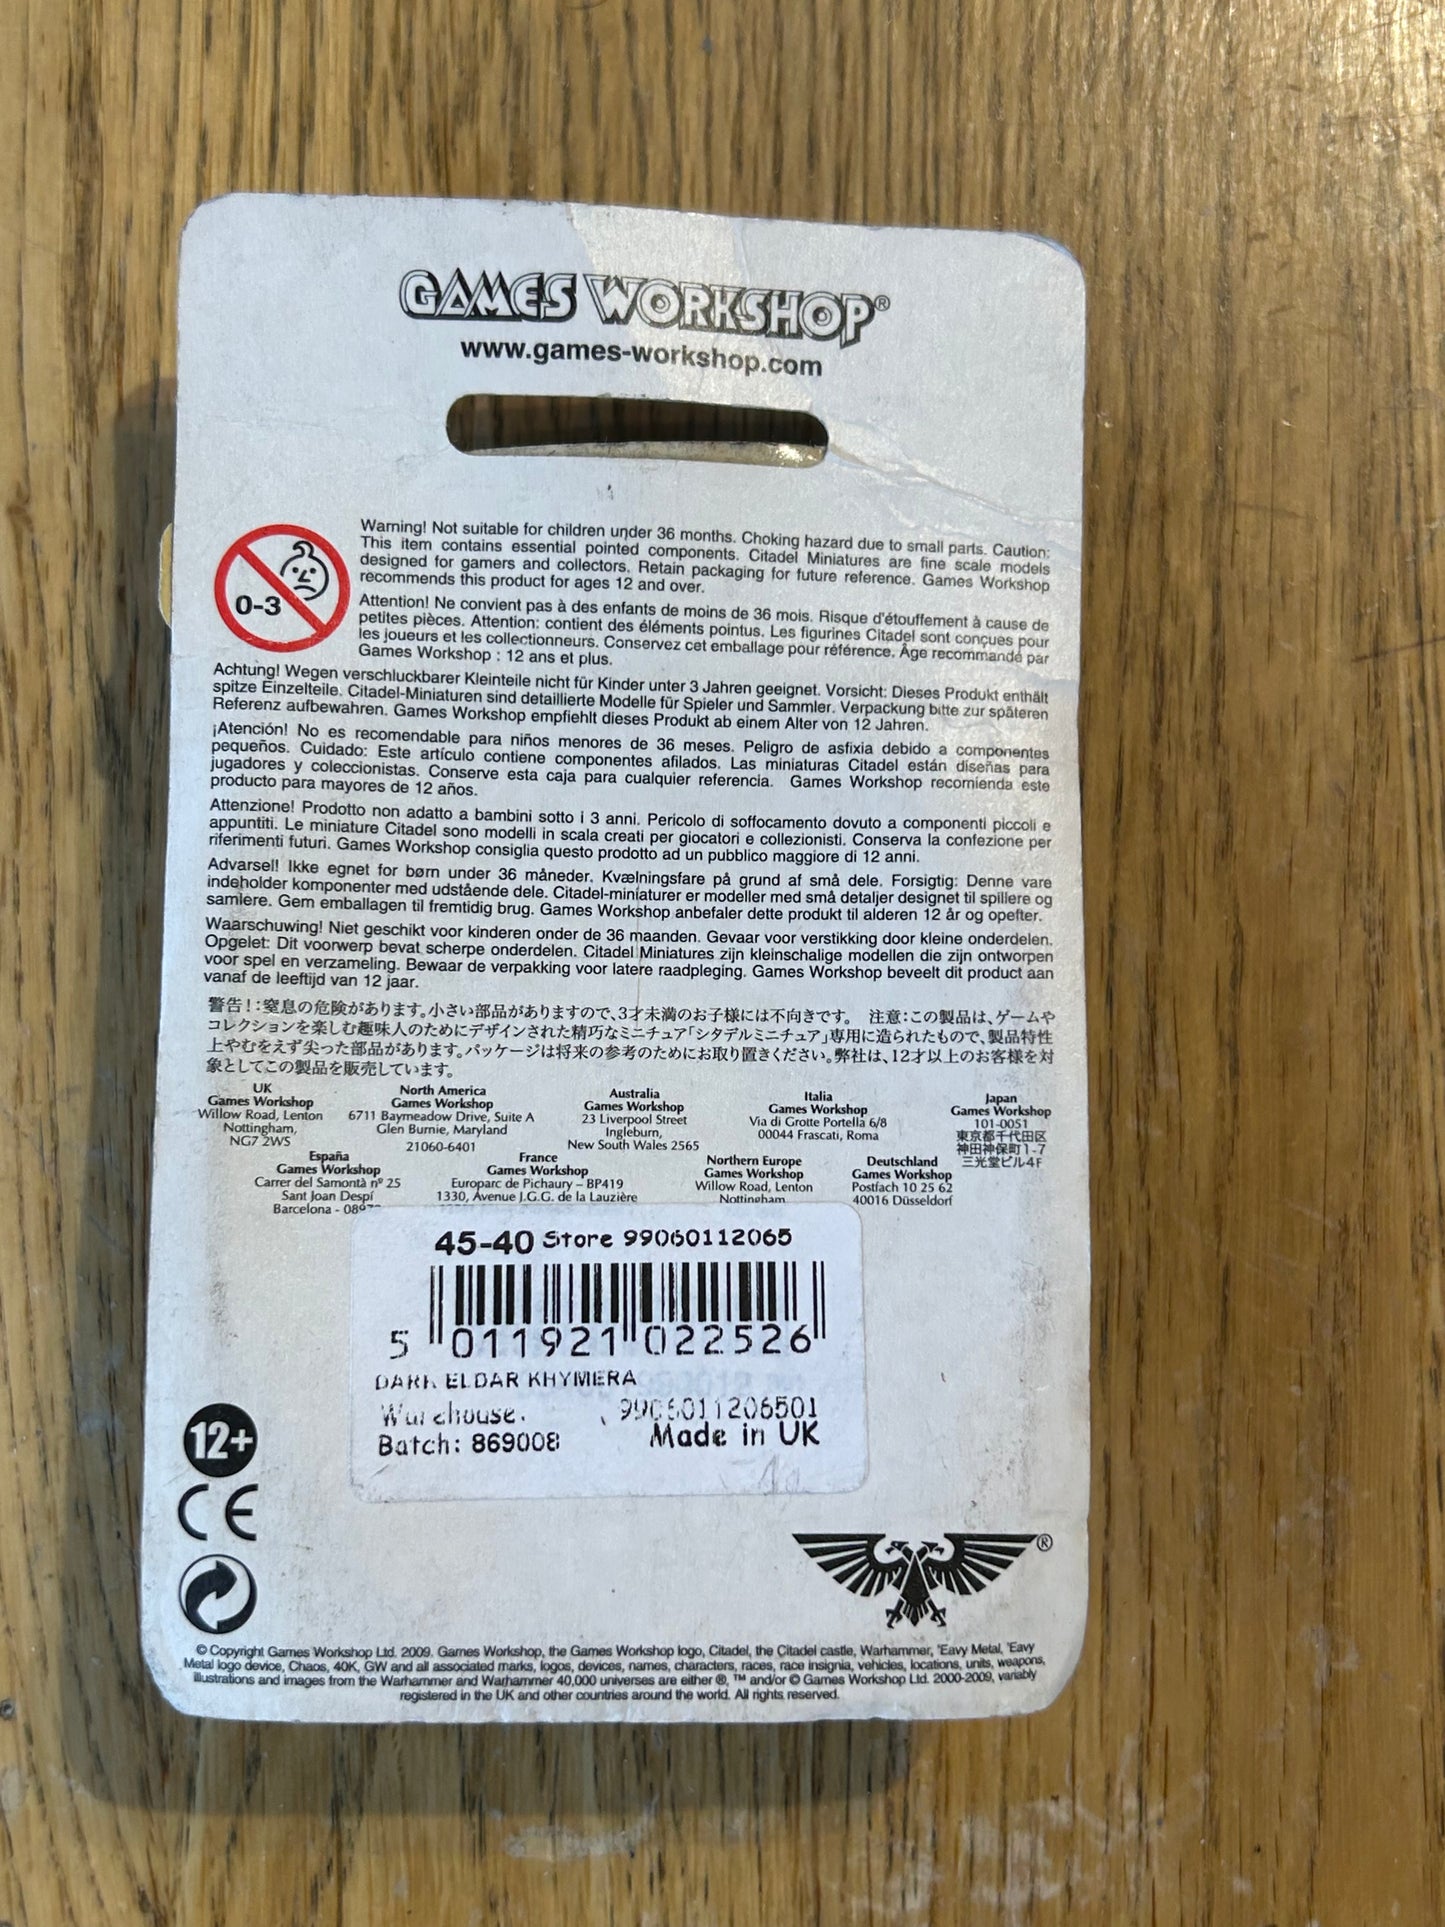 GAMES WORKSHOP®
www.games-workshop.com
0-3
Warning! Not suitable for children under 36 months. Choking hazard due to small parts. Caution:
This item contains essential pointed components. Citadel Miniatures are fine scale models
designed for gamers and collectors. Retain packaging for future reference. Games Workshop
recommends this product for ages 12 and over.
Attention! Ne convient pas à des enfants de moins de 36 mois. Risque d'étouffement à cause de
petites pièces. Attention: contient des éléments pointus. Les figurines Citadel sont conçues pour
les joueurs et les collectionneurs. Conservez cet emballage pour référence. Âge recommandé par
Games Workshop : 12 ans et plus.
Achtung! Wegen verschluckbarer Kleinteile nicht für Kinder unter 3 Jahren geeignet. Vorsicht: Dieses Produkt enthält
spitze Einzelteile. Citadel-Miniaturen sind detaillierte Modelle für Spieler und Sammler. Verpackung bitte zur späteren
Referenz aufbewahren. Games Workshop empfiehlt dieses Produkt ab einem Alter von 12 Jahren.
¡Atención! No es recomendable para niños menores de 36 meses. Peligro de asfixia debido a componentes
pequeños. Cuidado: Este artículo contiene componentes afilados. Las miniaturas Citadel están diseñas para
jugadores y coleccionistas. Conserve esta caja para cualquier referencia. Games Workshop recomienda este
producto para mayores de 12 años.
Attenzione! Prodotto non adatto a bambini sotto i 3 anni. Pericolo di soffocamento dovuto a componenti piccoli e
appuntiti. Le miniature Citadel sono modelli in scala creati per giocatori e collezionisti. Conserva la confezione per
riferimenti futuri. Games Workshop consiglia questo prodotto ad un pubblico maggiore di 12 anni.
Advarsel! Ikke egnet for børn under 36 måneder. Kvælningsfare på grund af små dele. Forsigtig: Denne vare
indeholder komponenter med udstående dele. Citadel-miniaturer er modeller med små detaljer designet til spillere og
samlere. Gem emballagen til fremtidig brug. Games Workshop anbefaler dette produkt til alderen 12 år og opefter.
Waarschuwing! Niet geschikt voor kinderen onder de 36 maanden. Gevaar voor verstikking door kleine onderdelen.
Opgelet: Dit voorwerp bevat scherpe onderdelen. Citadel Miniatures zijn kleinschalige modellen die zijn ontworpen
voor spel en verzameling. Bewaar de verpakking voor latere raadpleging. Games Workshop beveelt dit product aan
vanaf de leeftijd van 12 jaar.
警告！：窒息の危険があります。小さい部品がありますので、3才未満のお子様には不向きです。 注意：この製品は、ゲームや
コレクションを楽しむ趣味人のためにデザインされた精巧なミニチュア「シタデルミニチュア」専用に造られたもので、製品特性
上やむをえず尖った部品があります。パッケージは将来の参考のためにお取り置きください。弊社は、12才以上のお客様を対
象としてこの製品を販売しています。
UK
Games Workshop
Willow Road, Lenton
Nottingham,
NG7 2WS
North America
Games Workshop
6711 Baymeadow Drive, Suite A
Glen Burnie, Maryland
21060-6401
Australia
Games Workshop
23 Liverpool Street
Ingleburn,
New South Wales 2565
Italia
Games Workshop
Via di Grotte Portella 6/8
00044 Frascati, Roma
Japan
Games Workshop
101-0051
東京都千代田区
神田神保町1-7
三光堂ビル4F
España
Games Workshop
Carrer del Samontà nº 25
Sant Joan Despí
Barcelona -
France
Games Workshop
Europarc de Pichaury – BP419
1330, Avenue J.G.G. de la Lauzière
Northern Europe
Games Workshop
Willow Road, Lenton
Nottingham
Deutschland
Games Workshop
Postfach 10 25 62
40016 Düsseldorf
45-40 Store 99060112065
5 011921 022526
DARK ELDAR KHYMERA
Warehouse: 9906011206501
Batch: 869008 Made in UK
12+
CE
®
© Copyright Games Workshop Ltd. 2009. Games Workshop, the Games Workshop logo, Citadel, the Citadel castle, Warhammer, 'Eavy Metal, 'Eavy
Metal logo device, Chaos, 40K, GW and all associated marks, logos, devices, names, characters, races, race insignia, vehicles, locations, units, weapons,
illustrations and images from the Warhammer and Warhammer 40,000 universes are either ®, ™ and/or © Games Workshop Ltd. 2000-2009, variably
registered in the UK and other countries around the world. All rights reserved.